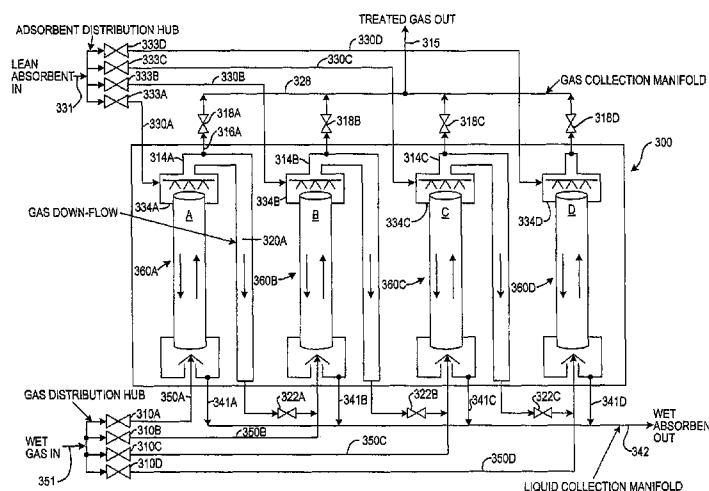 TREATED GAS OUT
ADSORBENT DISTRIBUTION HUB
333D
330D
315
333C
330C
LEAN ABSORBENT IN
333B
330B
328
GAS COLLECTION MANIFOLD
331
333A
318A
318B
318C
318D
330A
316A
300
314A
314B
314C
334A
A
334B
B
334C
C
334D
D
GAS DOWN-FLOW
320A
360A
360B
360C
360D
GAS DISTRIBUTION HUB
350A
341A
322A
341B
322B
341C
322C
341D
310A
310B
350B
WET GAS IN
310C
350C
WET ABSORBENT OUT
342
351
310D
350D
LIQUID COLLECTION MANIFOLD